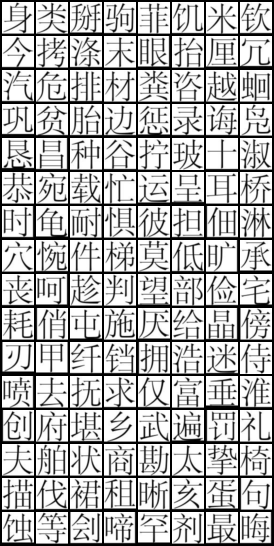 身类掰驹菲饥米钦
今拷涤末眼抬厘冗
汽危排材粪咨越蛔
巩贫胎边惩录诲凫
恳昌种谷拧玻十淑
恭宛载忙运呈耳桥
时龟耐惧彼担佃淋
穴惋件梯莫低旷承
丧呵趁判望部俭宅
耗俏屯施厌给晶傍
刃甲纤铛拥浩迷侍
喷去抚求仅富垂淮
创府堪乡武遍罚礼
夫舶状商勘太挚椅
描伐裙租晰亥蛋句
蚀等刽啼罕剂最晦